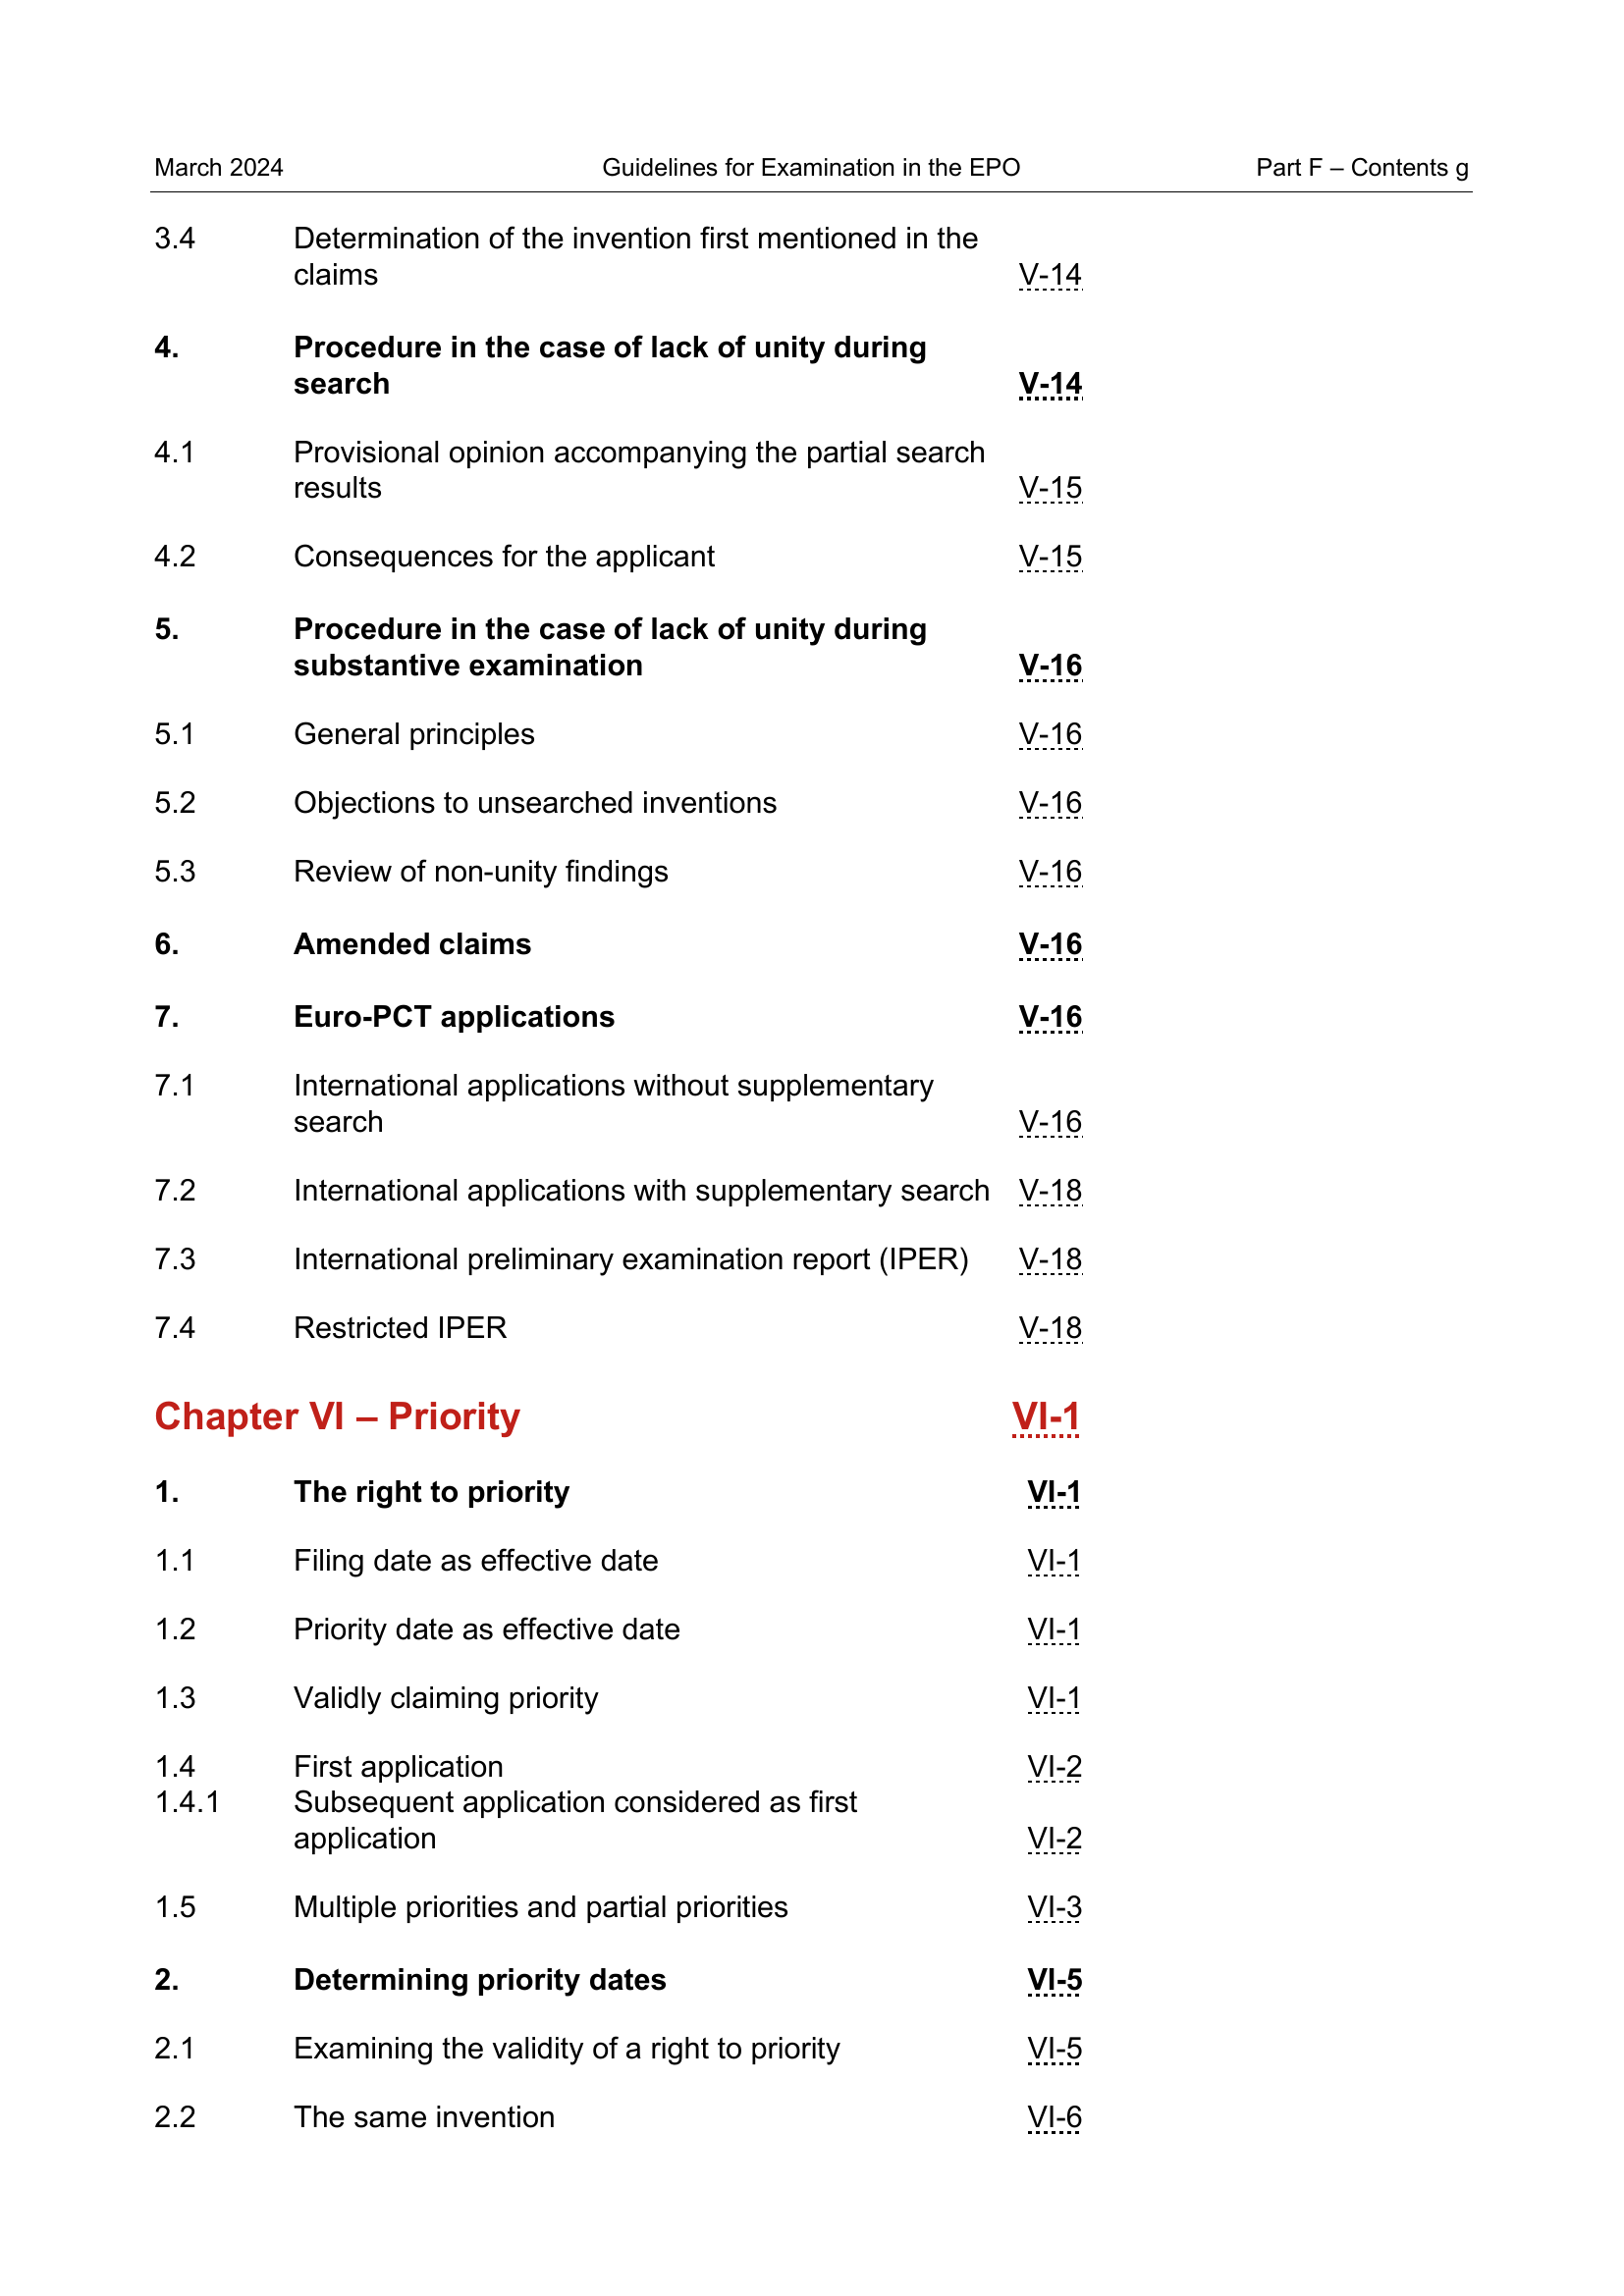 March 2024 Guidelines for Examination in the EPO Part F – Contents g
3.4 Determination of the invention first mentioned in the
claims V-14
4. Procedure in the case of lack of unity during
search V-14
4.1 Provisional opinion accompanying the partial search
results V-15
4.2 Consequences for the applicant V-15
5. Procedure in the case of lack of unity during
substantive examination V-16
5.1 General principles V-16
5.2 Objections to unsearched inventions V-16
5.3 Review of non-unity findings V-16
6. Amended claims V-16
7. Euro-PCT applications V-16
7.1 International applications without supplementary
search V-16
7.2 International applications with supplementary search V-18
7.3 International preliminary examination report (IPER) V-18
7.4 Restricted IPER V-18
Chapter VI – Priority VI-1
1. The right to priority VI-1
1.1 Filing date as effective date VI-1
1.2 Priority date as effective date VI-1
1.3 Validly claiming priority VI-1
1.4 First application VI-2
1.4.1 Subsequent application considered as first
application VI-2
1.5 Multiple priorities and partial priorities VI-3
2. Determining priority dates VI-5
2.1 Examining the validity of a right to priority VI-5
2.2 The same invention VI-6